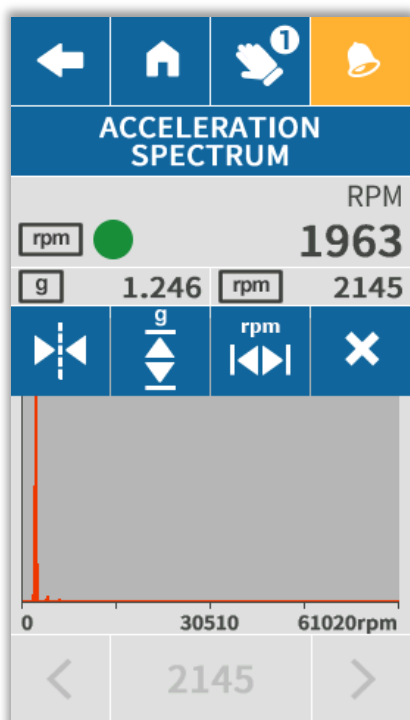 1
ACCELERATION
SPECTRUM
RPM
rpm 1963
g 1.246 rpm 2145
g rpm
0 30510 61020rpm
2145